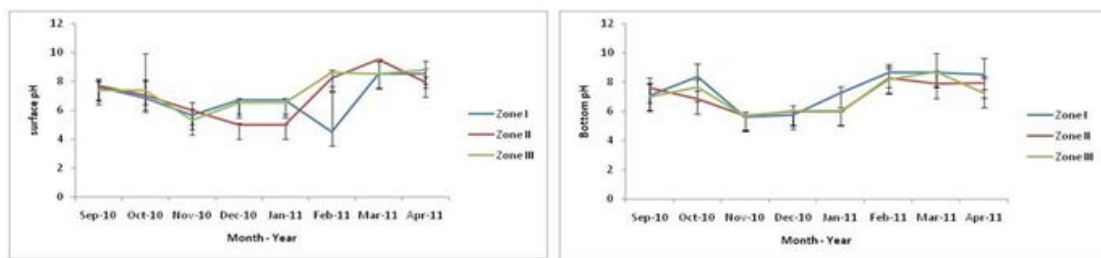 12
10
8
6
4
2
0
surface pH
Sep-10 Oct-10 Nov-10 Dec-10 Jan-11 Feb-11 Mar-11 Apr-11
Month - Year
Zone I
Zone II
Zone III
12
10
8
6
4
2
0
Bottom pH
Sep-10 Oct-10 Nov-10 Dec-10 Jan-11 Feb-11 Mar-11 Apr-11
Month - Year
Zone I
Zone II
Zone III